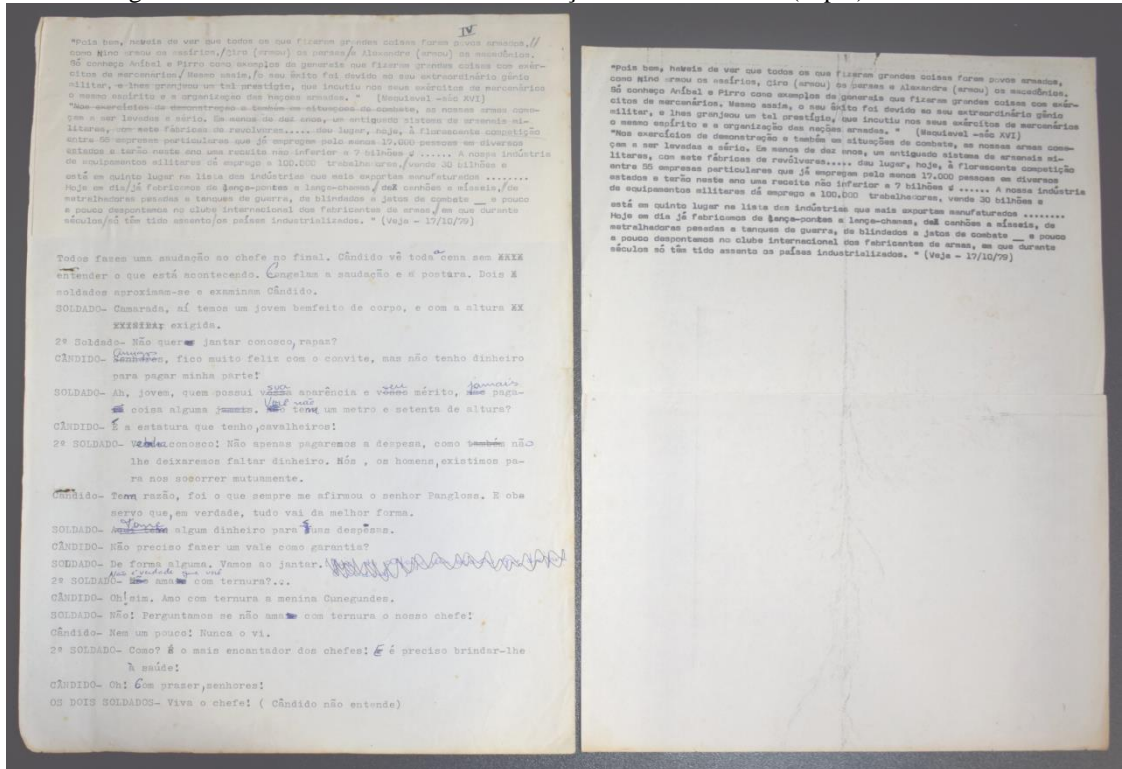 IV
"Pois bem, haveis de ver que todos os que fizeram grandes coisas foram povos armados,//
como Nino armou os assírios,/Ciro (armou) os persas/e Alexandre (armou) os macedônios.
Só conheço Aníbal e Pirro como exemplos de generais que fizeram grandes coisas com exér-
citos de mercenários/ Mesmo assim,/o seu êxito foi devido ao seu extraordinário gênio
militar, e lhes granjeou um tal prestígio, que incutiu nos seus exércitos de mercenários
o mesmo espírito e a organização das nações armadas. " (Maquiavel -séc XVI)
"Nos exercícios de demonstração e também em situações de combate, as nossas armas come-
çam a ser levadas a sério. Em menos de dez anos, um antiguado sistema de arsenais mi-
litares, com sete fábricas de revólveres..... deu lugar, hoje, à florescente competição
entre 55 empresas particulares que já empregam pelo menos 17.000 pessoas em diversos
estados e terão neste ano uma receita não inferior a 7 bilhões ₢ ...... A nossa indústria
de equipamentos militares dá emprego a 100.000 trabalhadores,/vende 30 bilhões e
está em quinto lugar na lista das indústrias que mais exportam manufaturados ........
Hoje em dia/já fabricamos de lança-pontes a lança-chamas,/de canhões a mísseis,/de
metralhadoras pesadas a tanques de guerra, de blindados a jatos de combate __ e pouco
a pouco despontamos no clube internacional dos fabricantes de armas,/em que durante
séculos/só têm tido assento/os países industrializados. " (Veja - 17/10/79)
Todos fazem uma saudação ao chefe no final. Cândido vê toda a cena sem XXXX
entender o que está acontecendo. Congelam a saudação e a postura. Dois X
soldados aproximam-se e examinam Cândido.
SOLDADO- Camarada, aí temos um jovem bemfeito de corpo, e com a altura XX
exigida.
2º Soldado- Não quer jantar conosco,rapaz?
CÂNDIDO- Amigos, fico muito feliz com o convite, mas não tenho dinheiro
para pagar minha parte!
SOLDADO- Ah, jovem, quem possui sua aparência e seu mérito, jamais paga-
coisa alguma. Você não tem um metro e setenta de altura?
CÂNDIDO- É a estatura que tenho,cavalheiros!
2º SOLDADO- conosco! Não apenas pagaremos a despesa, como também não
lhe deixaremos faltar dinheiro. Nós , os homens,existimos pa-
ra nos socorrer mutuamente.
Cândido- Tem razão, foi o que sempre me afirmou o senhor Pangloss. E obs
servo que,em verdade, tudo vai da melhor forma.
SOLDADO- Tome algum dinheiro para suas despesas.
CÂNDIDO- Não preciso fazer um vale como garantia?
SOLDADO- De forma alguma. Vamos ao jantar.
2º SOLDADO- Não é verdade que você ama com ternura?...
CÂNDIDO- Oh!sim. Amo com ternura a menina Cunegundes.
SOLDADO- Não! Perguntamos se não ama com ternura o nosso chefe!
Cândido- Nem um pouco! Nunca o vi.
2º SOLDADO- Como? É o mais encantador dos chefes! E é preciso brindar-lhe
à saúde!
CÂNDIDO- Oh! Com prazer,senhores!
OS DOIS SOLDADOS- Viva o chefe! ( Cândido não entende)
"Pois bem, haveis de ver que todos os que fizeram grandes coisas foram povos armados,
como Nino armou os assírios, Ciro (armou) os persas e Alexandre (armou) os macedônios.
Só conheço Aníbal e Pirro como exemplos de generais que fizeram grandes coisas com exér-
citos de mercenários. Mesmo assim, o seu êxito foi devido ao seu extraordinário gênio
militar, e lhes granjeou um tal prestígio, que incutiu nos seus exércitos de mercenários
o mesmo espírito e a organização das nações armadas. " (Maquiavel -séc XVI)
"Nos exercícios de demonstração e também em situações de combate, as nossas armas come-
çam a ser levadas a sério. Em menos de dez anos, um antiguado sistema de arsenais mi-
litares, com sete fábricas de revólveres..... deu lugar, hoje, à florescente competição
entre 55 empresas particulares que já empregam pelo menos 17.000 pessoas em diversos
estados e terão neste ano uma receita não inferior a 7 bilhões ₢ ...... A nossa indústria
de equipamentos militares dá emprego a 100.000 trabalhadores, vende 30 bilhões e
está em quinto lugar na lista das indústrias que mais exportam manufaturados ........
Hoje em dia já fabricamos de lança-pontes a lança-chamas, de canhões a mísseis, de
metralhadoras pesadas a tanques de guerra, de blindados a jatos de combate __ e pouco
a pouco despontamos no clube internacional dos fabricantes de armas, em que durante
séculos só têm tido assento os países industrializados. " (Veja - 17/10/79)